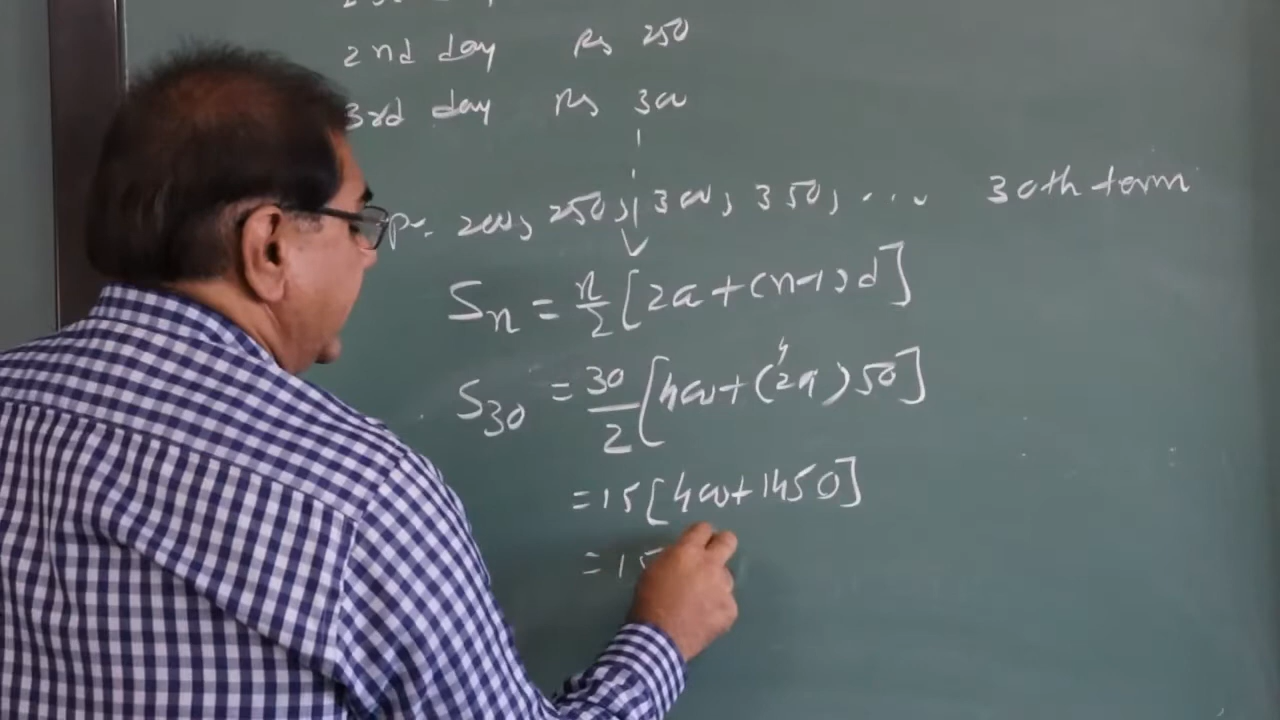 2nd day Rs 250
3rd day Rs 300
p. 200, 250, 300, 350, ... 30th term
Sn = n/2 [2a + (n-1)d]
S30 = 30/2 [400 + (29)50]
= 15 [400 + 1450]
= 15